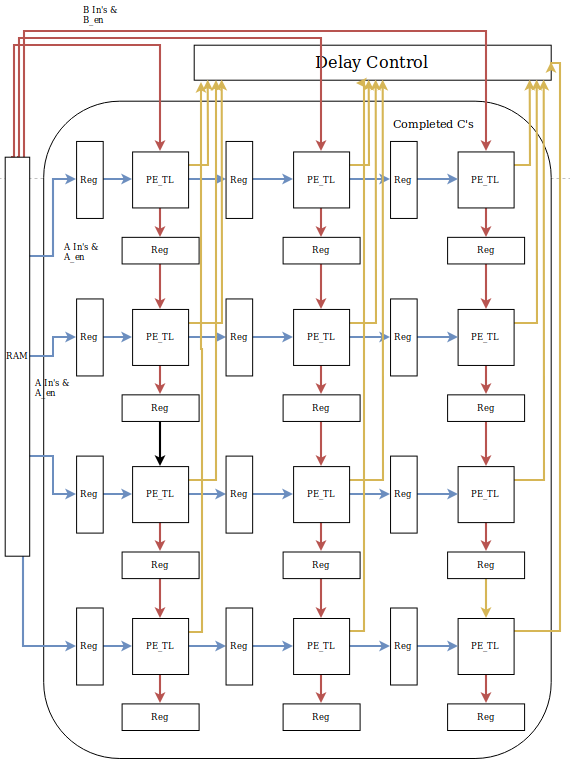 B In's &
B_en
Delay Control
Completed C's
Reg
PE_TL
Reg
PE_TL
Reg
PE_TL
A In's &
A_en
Reg
Reg
Reg
Reg
PE_TL
Reg
PE_TL
Reg
PE_TL
RAM
A In's &
A_en
Reg
Reg
Reg
Reg
PE_TL
Reg
PE_TL
Reg
PE_TL
Reg
Reg
Reg
Reg
PE_TL
Reg
PE_TL
Reg
PE_TL
Reg
Reg
Reg